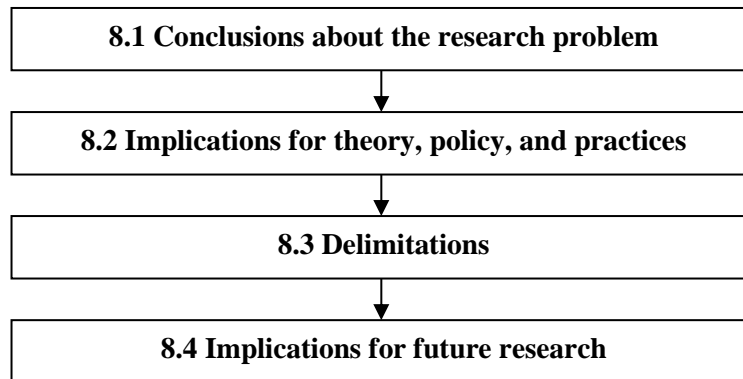 8.1 Conclusions about the research problem
8.2 Implications for theory, policy, and practices
8.3 Delimitations
8.4 Implications for future research